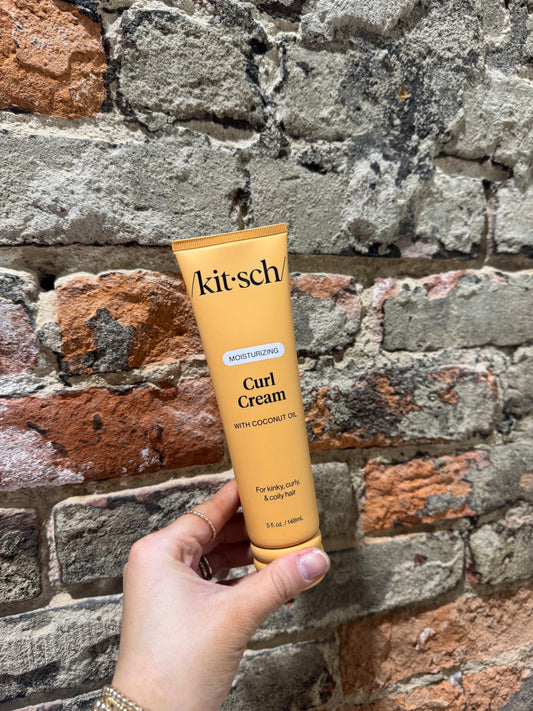 /kit·sch/
MOISTURIZING
Curl
Cream
WITH COCONUT OIL
For kinky, curly,
& coily hair
5 fl. oz. / 148mL